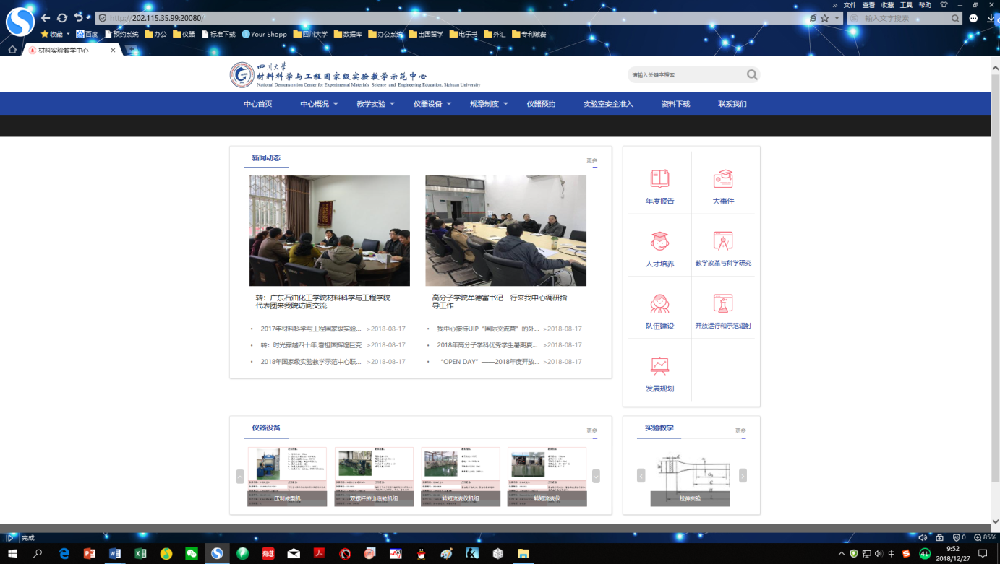 » 文件 查看 收藏 工具 帮助
http://202.115.35.99:20080/
输入文字搜索
收藏 百度 预约系统 办公 仪器 标准下载 Your Shopp 四川大学 数据库 办公系统 出国留学 电子书 外汇 专利缴费
材料实验教学中心
四川大学
材料科学与工程国家级实验教学示范中心
National Demonstration Center for Experimental Materials Science and Engineering Education, Sichuan University
请输入关键字搜索
中心首页 中心概况 教学实验 仪器设备 规章制度 仪器预约 实验室安全准入 资料下载 联系我们
新闻动态 更多
转：广东石油化工学院材料科学与工程学院
代表团来我院访问交流
高分子学院牟德富书记一行来我中心调研指
导工作
2017年材料科学与工程国家级实验... >2018-08-17
转：时光穿越四十年,看祖国辉煌巨变 >2018-08-17
2018年国家级实验教学示范中心联... >2018-08-17
我中心接待UIP“国际交流营”的外... >2018-08-17
2018年高分子学科优秀学生暑期夏... >2018-08-17
“OPEN DAY”——2018年度开放... >2018-08-17
年度报告 大事件
人才培养 教学改革与科学研究
队伍建设 开放运行和示范辐射
发展规划
仪器设备 更多
压制成型机 双螺杆挤出造粒机组 转矩流变仪机组 转矩流变仪
实验教学 更多
拉伸实验
完成
0 85%
中 41 9:52
2018/12/27